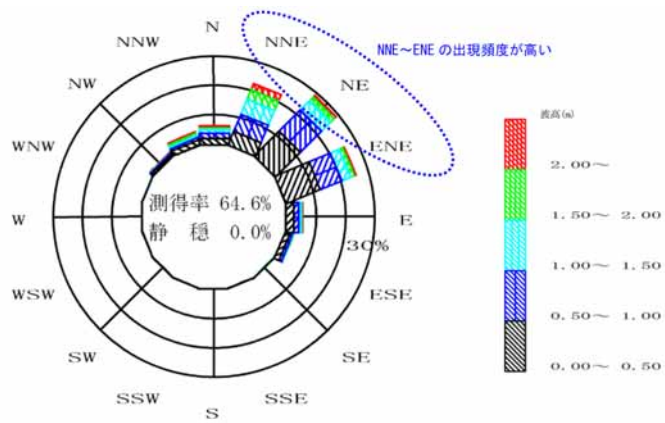 N
NNW
NNE
NNE～ENE の出現頻度が高い
NW
NE
WNW
ENE
波高(m)
2.00～
測得率 64.6%
1.50～ 2.00
W
E
静 穏 0.0%
30%
1.00～ 1.50
WSW
ESE
0.50～ 1.00
SW
SE
0.00～ 0.50
SSW
SSE
S